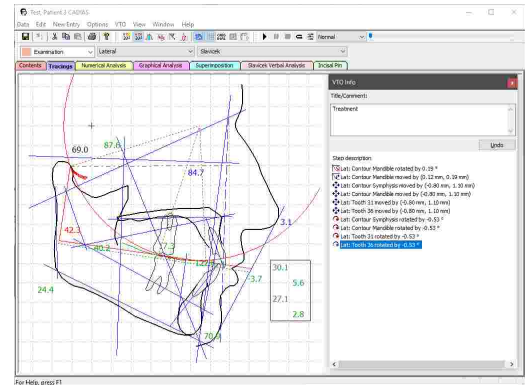 Test, Patient 3 CADIAS
Data Edit New Entry Options VTO View Window Help
Normal
Examination Lateral Slavicek
Contents Tracings Numerical Analysis Graphical Analysis Superimposition Slavicek Verbal Analysis Incisal Pin
VTO Info
Title/Comment:
Treatment
Undo
Step description
Lat: Contour Mandible rotated by 0.19 °
Lat: Contour Mandible moved by (0.12 mm, 0.19 mm)
Lat: Contour Symphysis moved by (-0.80 mm, 1.10 mm)
Lat: Contour Mandible moved by (-0.80 mm, 1.10 mm)
Lat: Tooth 31 moved by (-0.80 mm, 1.10 mm)
Lat: Tooth 36 moved by (-0.80 mm, 1.10 mm)
Lat: Contour Symphysis rotated by -0.53 °
Lat: Contour Mandible rotated by -0.53 °
Lat: Tooth 31 rotated by -0.53 °
Lat: Tooth 36 rotated by -0.53 °
87.6
69.0
84.7
3.1
42.3
80.2
7.3
-3.7
30.1
5.6
27.1
2.8
24.4
For Help, press F1